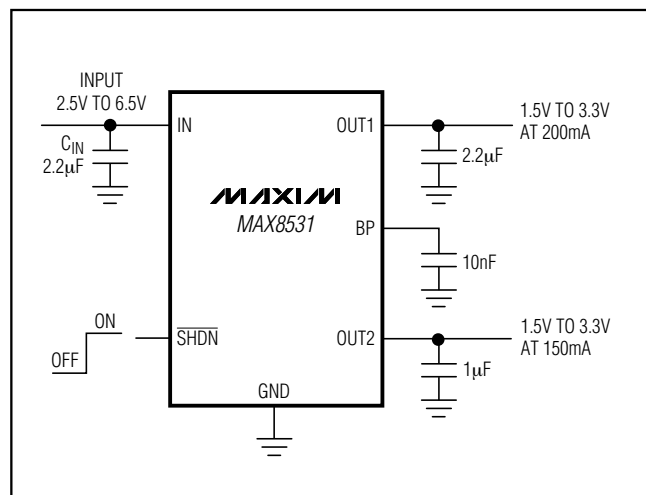 INPUT
2.5V TO 6.5V
IN
C_IN
2.2μF
OFF
ON
SHDN
MAXIM
MAX8531
GND
OUT1
1.5V TO 3.3V
AT 200mA
2.2μF
BP
10nF
OUT2
1.5V TO 3.3V
AT 150mA
1μF